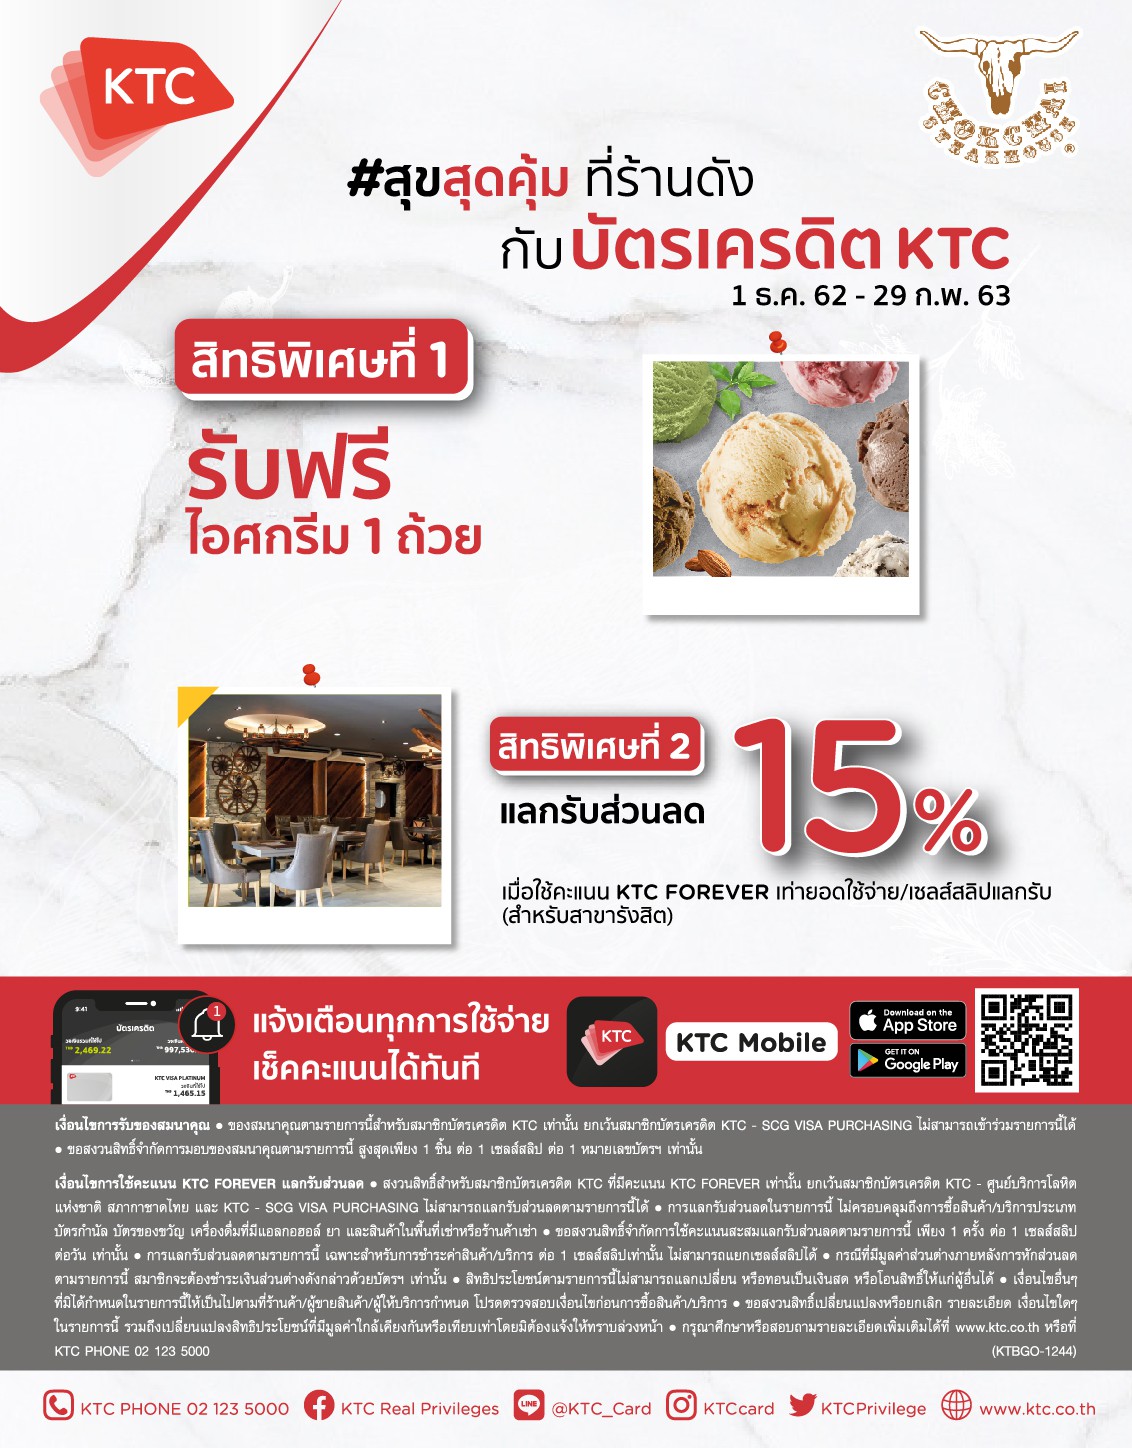 KTC
CHOKCHAI
STEAKHOUSE®
#สุขสุดคุ้ม ที่ร้านดัง
กับ บัตรเครดิต KTC
1 ธ.ค. 62 - 29 ก.พ. 63
สิทธิพิเศษที่ 1
รับฟรี
ไอศกรีม 1 ถ้วย
สิทธิพิเศษที่ 2
แลกรับส่วนลด
15%
เมื่อใช้คะแนน KTC FOREVER เท่ายอดใช้จ่าย/เซลส์สลิปแลกรับ
(สำหรับสาขารังสิต)
9:41
บัตรเครดิต
2,469.22
KTC VISA PLATINUM
1,465.15
1
แจ้งเตือนทุกการใช้จ่าย
เช็คคะแนนได้ทันที
KTC
KTC Mobile
Download on the
App Store
GET IT ON
Google Play
เงื่อนไขการรับของสมนาคุณ ● ของสมนาคุณตามรายการนี้สำหรับสมาชิกบัตรเครดิต KTC เท่านั้น ยกเว้นสมาชิกบัตรเครดิต KTC - SCG VISA PURCHASING ไม่สามารถเข้าร่วมรายการนี้ได้
● ขอสงวนสิทธิ์จำกัดการมอบของสมนาคุณตามรายการนี้ สูงสุดเพียง 1 ชิ้น ต่อ 1 เซลส์สลิป ต่อ 1 หมายเลขบัตรฯ เท่านั้น
เงื่อนไขการใช้คะแนน KTC FOREVER แลกรับส่วนลด ● สงวนสิทธิ์สำหรับสมาชิกบัตรเครดิต KTC ที่มีคะแนน KTC FOREVER เท่านั้น ยกเว้นสมาชิกบัตรเครดิต KTC - ศูนย์บริการโลหิต
แห่งชาติ สภากาชาดไทย และ KTC - SCG VISA PURCHASING ไม่สามารถแลกรับส่วนลดตามรายการนี้ได้ ● การแลกรับส่วนลดในรายการนี้ ไม่ครอบคลุมถึงการซื้อสินค้า/บริการประเภท
บัตรกำนัล บัตรของขวัญ เครื่องดื่มที่มีแอลกอฮอล์ ยา และสินค้าในพื้นที่เช่าหรือร้านค้าเช่า ● ขอสงวนสิทธิ์จำกัดการใช้คะแนนสะสมแลกรับส่วนลดตามรายการนี้ เพียง 1 ครั้ง ต่อ 1 เซลส์สลิป
ต่อวัน เท่านั้น ● การแลกรับส่วนลดตามรายการนี้ เฉพาะสำหรับการชำระค่าสินค้า/บริการ ต่อ 1 เซลส์สลิปเท่านั้น ไม่สามารถแยกเซลส์สลิปได้ ● กรณีที่มีมูลค่าส่วนต่างภายหลังการหักส่วนลด
ตามรายการนี้ สมาชิกจะต้องชำระเงินส่วนต่างดังกล่าวด้วยบัตรฯ เท่านั้น ● สิทธิประโยชน์ตามรายการนี้ไม่สามารถแลกเปลี่ยน หรือทอนเป็นเงินสด หรือโอนสิทธิ์ให้แก่ผู้อื่นได้ ● เงื่อนไขอื่นๆ
ที่มิได้กำหนดในรายการนี้ให้เป็นไปตามที่ร้านค้า/ผู้ขายสินค้า/ผู้ให้บริการกำหนด โปรดตรวจสอบเงื่อนไขก่อนการซื้อสินค้า/บริการ ● ขอสงวนสิทธิ์เปลี่ยนแปลงหรือยกเลิก รายละเอียด เงื่อนไขใดๆ
ในรายการนี้ รวมถึงเปลี่ยนแปลงสิทธิประโยชน์ที่มีมูลค่าใกล้เคียงกันหรือเทียบเท่าโดยมิต้องแจ้งให้ทราบล่วงหน้า ● กรุณาศึกษาหรือสอบถามรายละเอียดเพิ่มเติมได้ที่ www.ktc.co.th หรือที่
KTC PHONE 02 123 5000 (KTBGO-1244)
KTC PHONE 02 123 5000 KTC Real Privileges LINE @KTC_Card KTCcard KTCPrivilege www.ktc.co.th